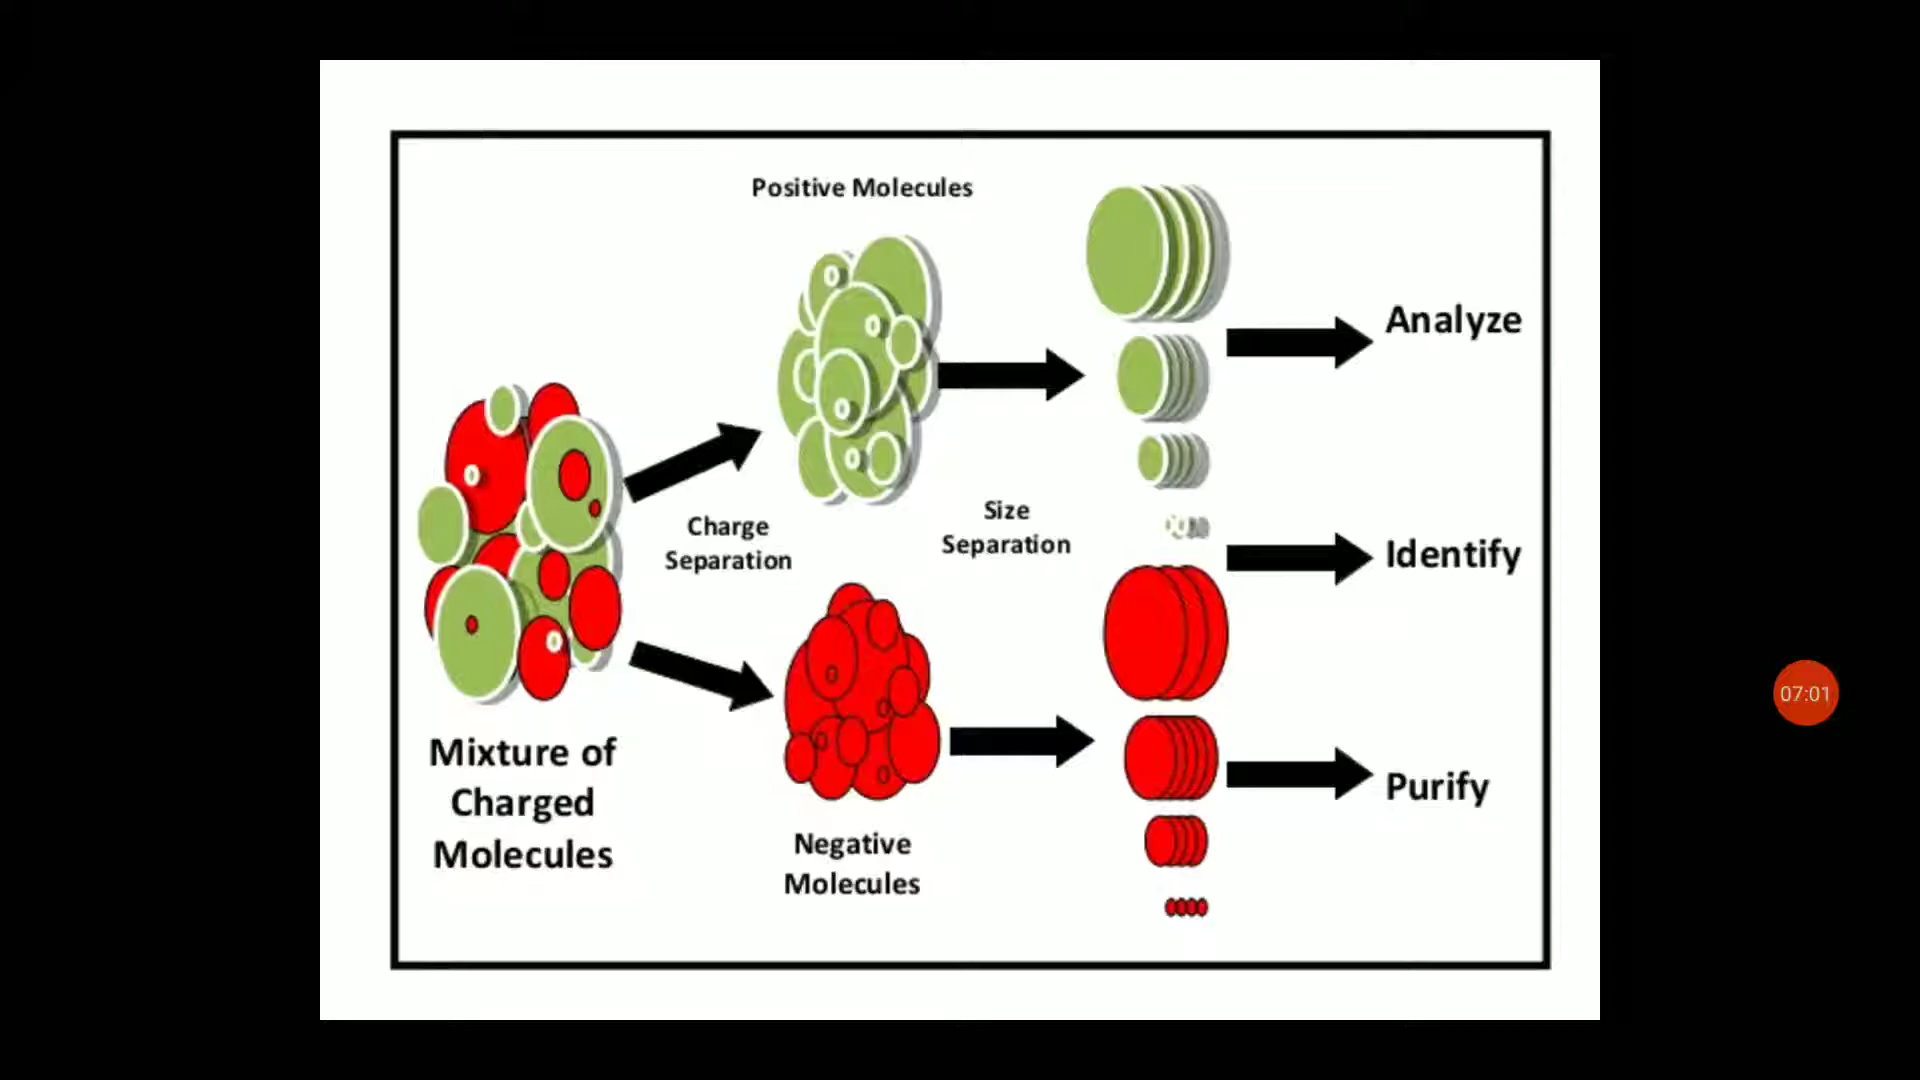 Positive Molecules
Analyze
Charge
Separation
Size
Separation
Identify
Mixture of
Charged
Molecules
Negative
Molecules
Purify
07:01